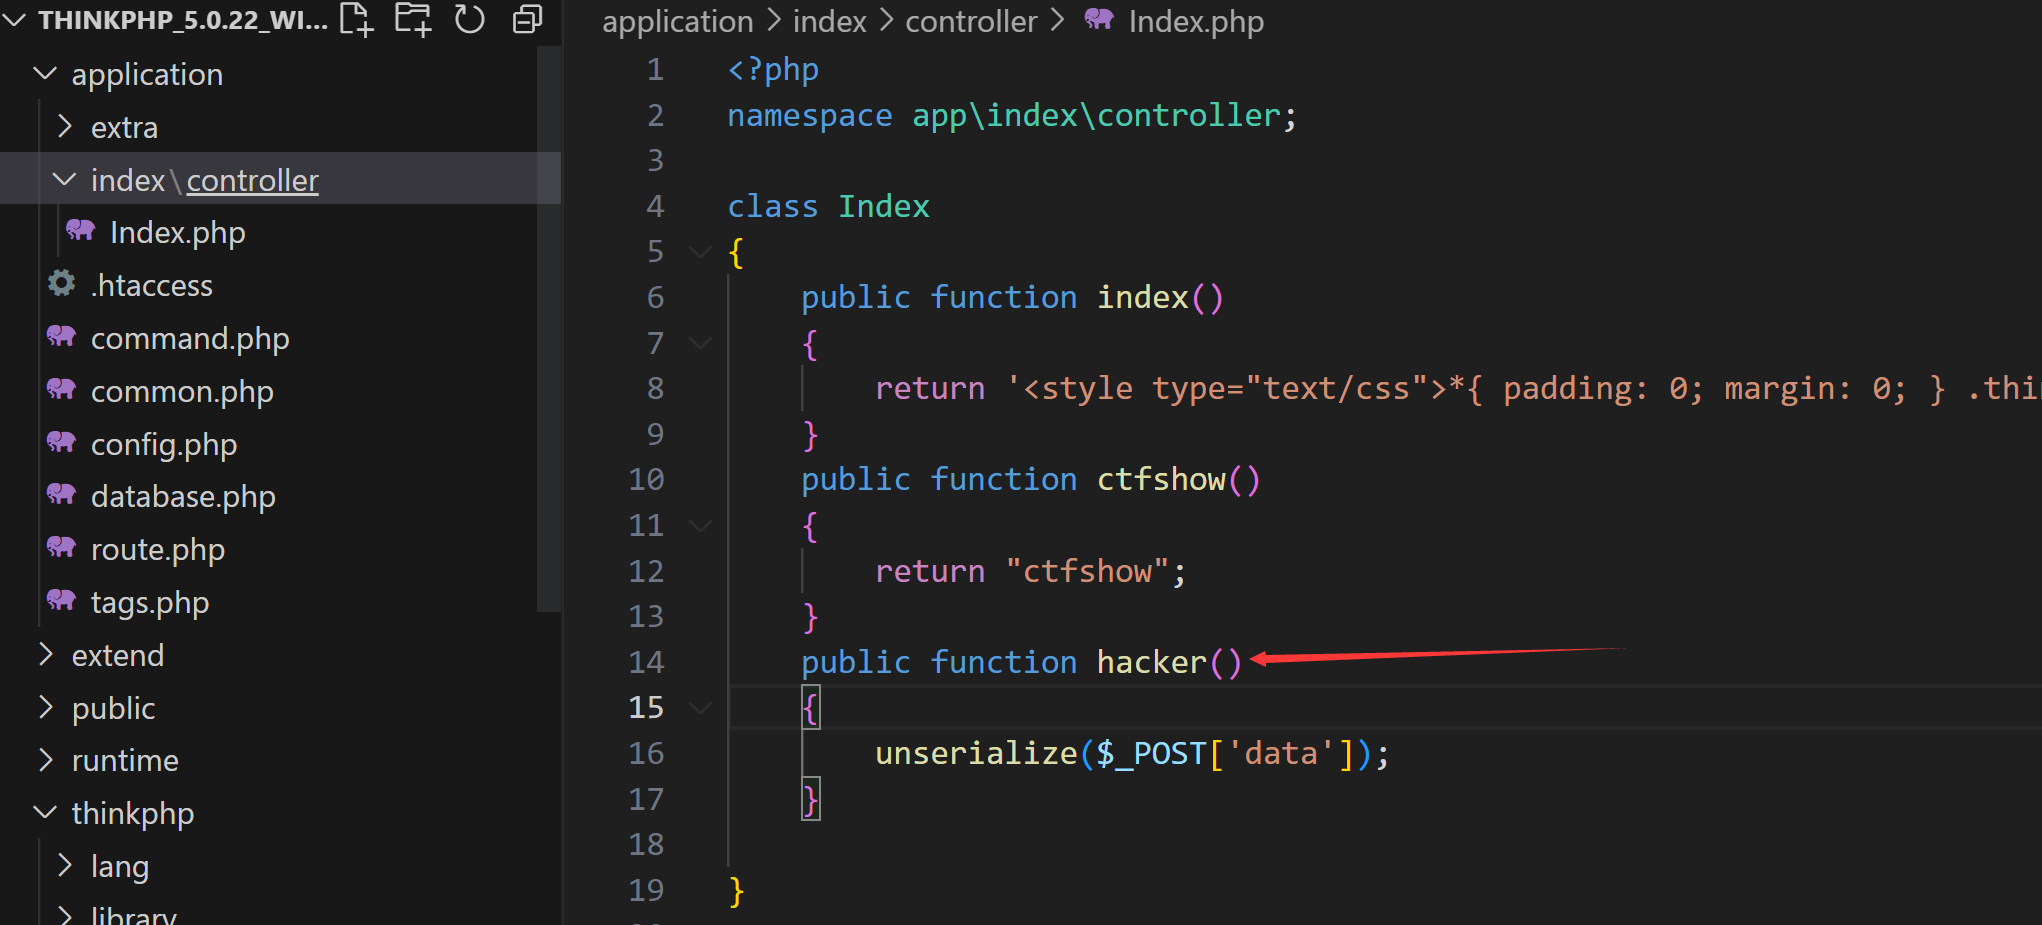 THINKPHP_5.0.22_WI...
application
extra
index\controller
Index.php
.htaccess
command.php
common.php
config.php
database.php
route.php
tags.php
extend
public
runtime
thinkphp
lang
library
application > index > controller > Index.php
1 <?php
2 namespace app\index\controller;
3
4 class Index
5 {
6 public function index()
7 {
8 return '<style type="text/css">*{ padding: 0; margin: 0; } .thi
9 }
10 public function ctfshow()
11 {
12 return "ctfshow";
13 }
14 public function hacker()
15 {
16 unserialize($_POST['data']);
17 }
18
19 }